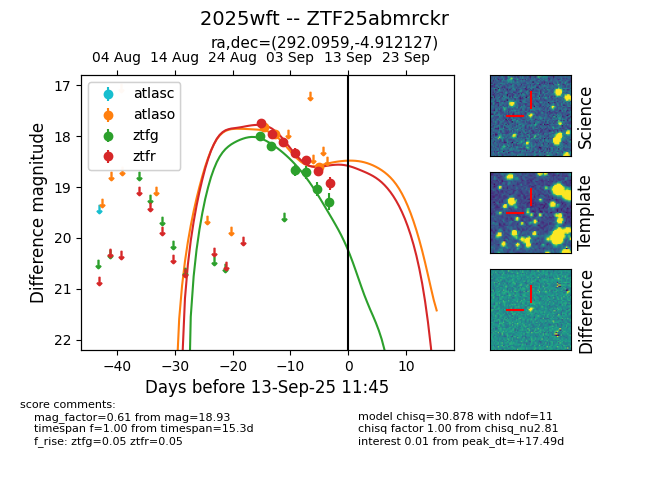 2025wft -- ZTF25abmrckr
ra,dec=(292.0959,-4.912127)
04 Aug 14 Aug 24 Aug 03 Sep 13 Sep 23 Sep
atlasc
atlaso
ztfg
ztfr
17
18
19
20
21
22
Difference magnitude
−40 −30 −20 −10 0 10
Days before 13-Sep-25 11:45
Science
Template
Difference
score comments:
mag_factor=0.61 from mag=18.93
timespan f=1.00 from timespan=15.3d
f_rise: ztfg=0.05 ztfr=0.05
model chisq=30.878 with ndof=11
chisq factor 1.00 from chisq_nu2.81
interest 0.01 from peak_dt=+17.49d